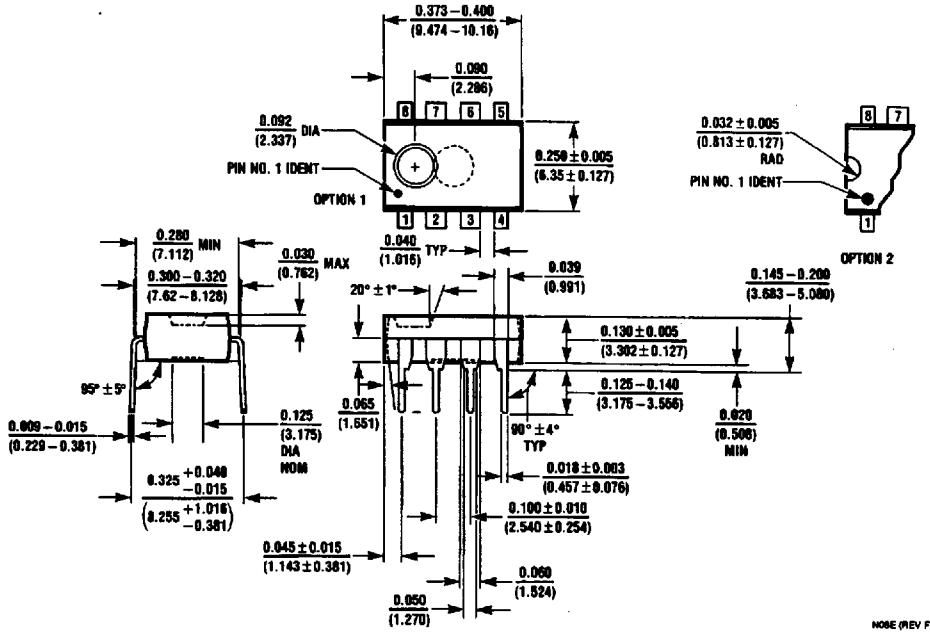 0.373 – 0.400
(9.474 – 10.16)
0.090
(2.286)
8 7 6 5
0.092 DIA
(2.337)
PIN NO. 1 IDENT
OPTION 1
0.250 ± 0.005
(6.35 ± 0.127)
1 2 3 4
0.032 ± 0.005
(0.813 ± 0.127)
RAD
PIN NO. 1 IDENT
8 7
1
OPTION 2
0.280 MIN
(7.112)
0.300 – 0.320
(7.62 – 8.128)
0.030 MAX
(0.762)
0.040 TYP
(1.016)
0.039
(0.991)
20° ± 1°
0.145 – 0.200
(3.683 – 5.080)
0.130 ± 0.005
(3.302 ± 0.127)
0.125 – 0.140
(3.175 – 3.556)
0.020
(0.508)
MIN
95° ± 5°
0.009 – 0.015
(0.229 – 0.381)
0.125
(3.175)
DIA
NOM
0.065
(1.651)
90° ± 4°
TYP
0.325 +0.040 −0.015
(8.255 +1.016 −0.381)
0.018 ± 0.003
(0.457 ± 0.076)
0.100 ± 0.010
(2.540 ± 0.254)
0.045 ± 0.015
(1.143 ± 0.381)
0.060
(1.524)
0.050
(1.270)
N08E (REV F